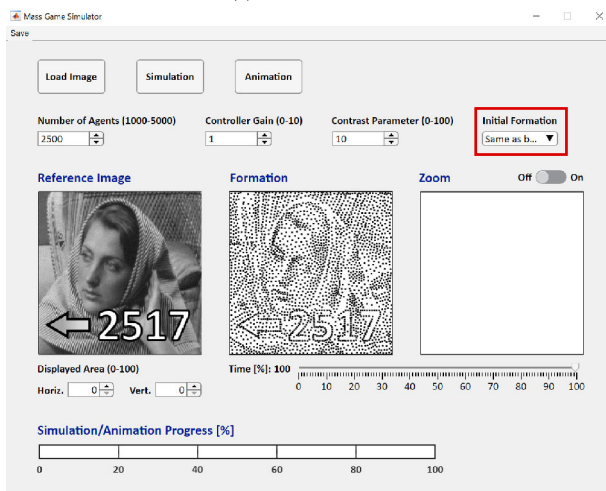 Mass Game Simulator
Save
Load Image Simulation Animation
Number of Agents (1000-5000) Controller Gain (0-10) Contrast Parameter (0-100) Initial Formation
2500 1 10 Same as b...
Reference Image Formation Zoom Off On
2517 2517
Displayed Area (0-100) Time [%]: 100
Horiz. 0 Vert. 0
0 10 20 30 40 50 60 70 80 90 100
Simulation/Animation Progress [%]
0 20 40 60 80 100